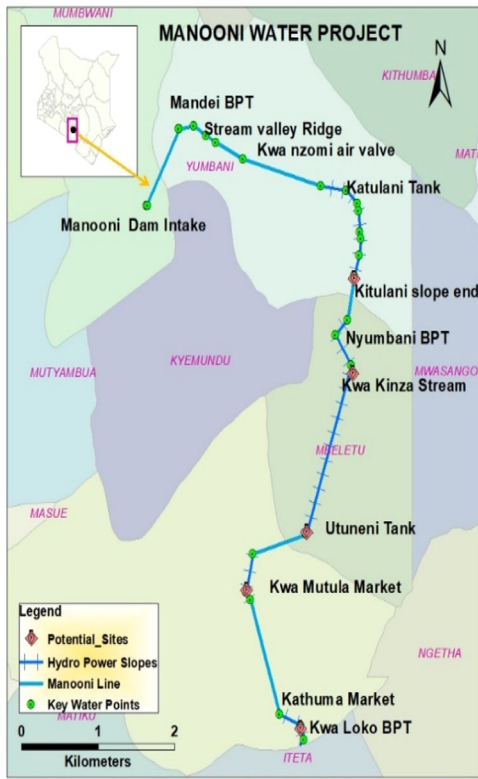 MUMBWANI
MANOONI WATER PROJECT
N
KITHUMBA
Mandei BPT
Stream valley Ridge
Kwa nzomi air valve
YUMBANI
MAT
Katulani Tank
Manooni Dam Intake
Kitulani slope end
Nyumbani BPT
KYEMUNDU
MUTYAMBUA
MWASANGO
Kwa Kinza Stream
MBELETU
MASUE
Utuneni Tank
Kwa Mutula Market
Legend
Potential_Sites
Hydro Power Slopes
Manooni Line
Key Water Points
NGETHA
MATIKU
Kathuma Market
Kwa Loko BPT
0 1 2
Kilometers
ITETA